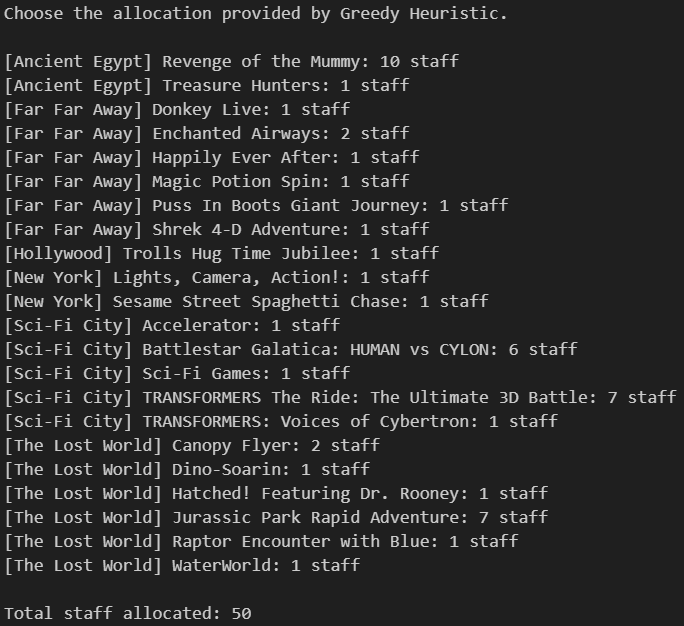 Choose the allocation provided by Greedy Heuristic.
[Ancient Egypt] Revenge of the Mummy: 10 staff
[Ancient Egypt] Treasure Hunters: 1 staff
[Far Far Away] Donkey Live: 1 staff
[Far Far Away] Enchanted Airways: 2 staff
[Far Far Away] Happily Ever After: 1 staff
[Far Far Away] Magic Potion Spin: 1 staff
[Far Far Away] Puss In Boots Giant Journey: 1 staff
[Far Far Away] Shrek 4-D Adventure: 1 staff
[Hollywood] Trolls Hug Time Jubilee: 1 staff
[New York] Lights, Camera, Action!: 1 staff
[New York] Sesame Street Spaghetti Chase: 1 staff
[Sci-Fi City] Accelerator: 1 staff
[Sci-Fi City] Battlestar Galatica: HUMAN vs CYLON: 6 staff
[Sci-Fi City] Sci-Fi Games: 1 staff
[Sci-Fi City] TRANSFORMERS The Ride: The Ultimate 3D Battle: 7 staff
[Sci-Fi City] TRANSFORMERS: Voices of Cybertron: 1 staff
[The Lost World] Canopy Flyer: 2 staff
[The Lost World] Dino-Soarin: 1 staff
[The Lost World] Hatched! Featuring Dr. Rooney: 1 staff
[The Lost World] Jurassic Park Rapid Adventure: 7 staff
[The Lost World] Raptor Encounter with Blue: 1 staff
[The Lost World] WaterWorld: 1 staff
Total staff allocated: 50